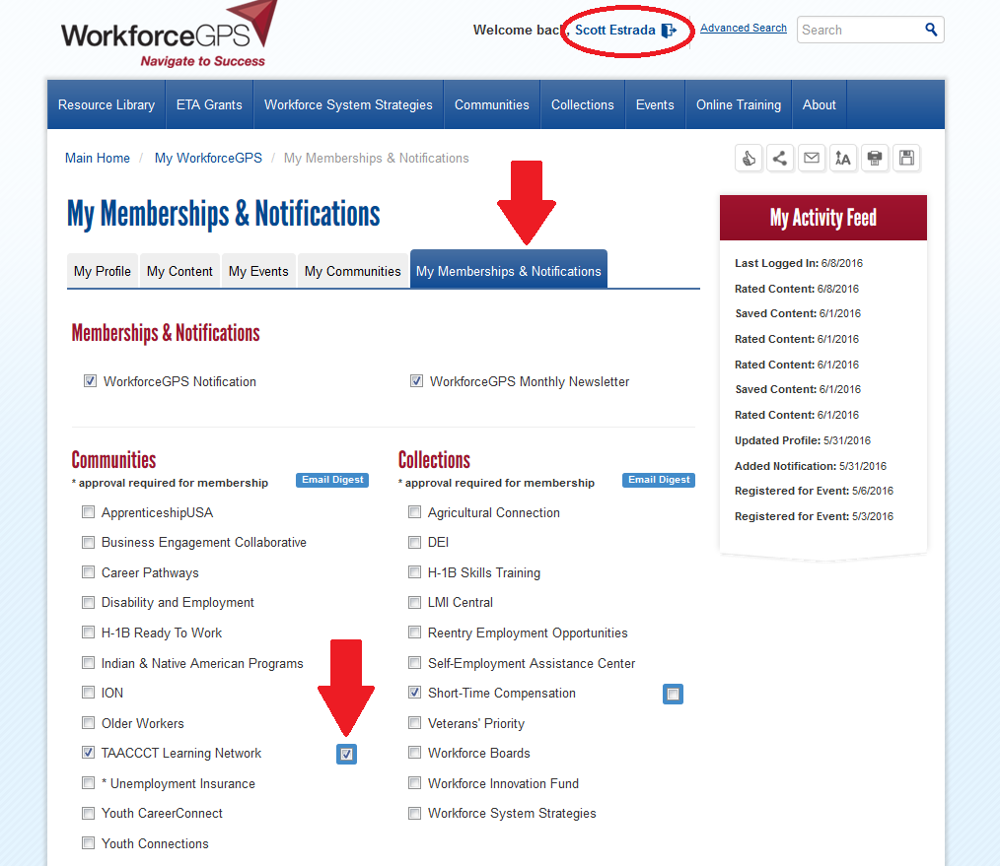 WorkforceGPS
Navigate to Success
Welcome back, Scott Estrada
Advanced Search
Search
Resource Library
ETA Grants
Workforce System Strategies
Communities
Collections
Events
Online Training
About
Main Home / My WorkforceGPS / My Memberships & Notifications
My Memberships & Notifications
My Profile
My Content
My Events
My Communities
My Memberships & Notifications
Memberships & Notifications
WorkforceGPS Notification
WorkforceGPS Monthly Newsletter
Communities
* approval required for membership
Email Digest
ApprenticeshipUSA
Business Engagement Collaborative
Career Pathways
Disability and Employment
H-1B Ready To Work
Indian & Native American Programs
ION
Older Workers
TAACCCT Learning Network
* Unemployment Insurance
Youth CareerConnect
Youth Connections
Collections
* approval required for membership
Email Digest
Agricultural Connection
DEI
H-1B Skills Training
LMI Central
Reentry Employment Opportunities
Self-Employment Assistance Center
Short-Time Compensation
Veterans' Priority
Workforce Boards
Workforce Innovation Fund
Workforce System Strategies
My Activity Feed
Last Logged In: 6/8/2016
Rated Content: 6/8/2016
Saved Content: 6/1/2016
Rated Content: 6/1/2016
Rated Content: 6/1/2016
Saved Content: 6/1/2016
Rated Content: 6/1/2016
Updated Profile: 5/31/2016
Added Notification: 5/31/2016
Registered for Event: 5/6/2016
Registered for Event: 5/3/2016